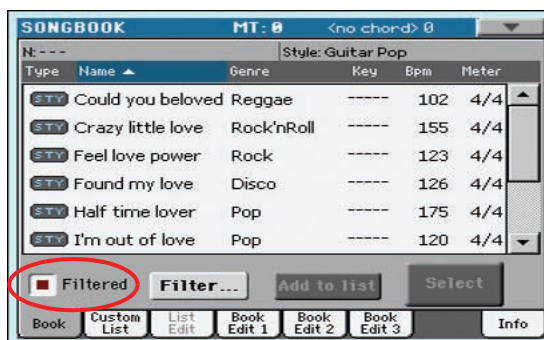 SONGBOOK MT: 0 <no chord> 0
N: --- Style: Guitar Pop
Type Name Genre Key Bpm Meter
STY Could you beloved Reggae ----- 102 4/4
STY Crazy little love Rock'nRoll ----- 155 4/4
STY Feel love power Rock ----- 123 4/4
STY Found my love Disco ----- 126 4/4
STY Half time lover Pop ----- 175 4/4
STY I'm out of love Pop ----- 120 4/4
Filtered Filter... Add to list Select
Book Custom List List Edit Book Edit 1 Book Edit 2 Book Edit 3 Info